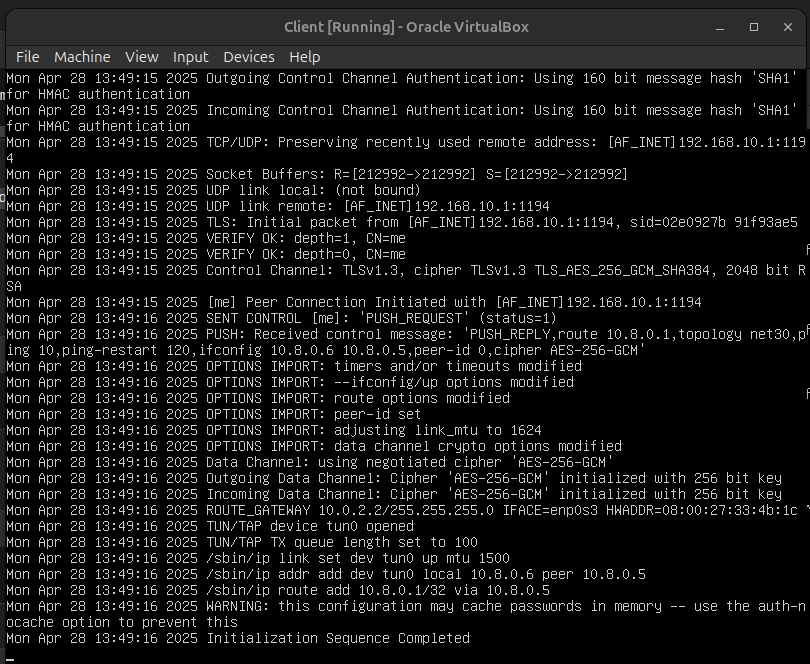 Client [Running] - Oracle VirtualBox
File Machine View Input Devices Help
Mon Apr 28 13:49:15 2025 Outgoing Control Channel Authentication: Using 160 bit message hash 'SHA1'
for HMAC authentication
Mon Apr 28 13:49:15 2025 Incoming Control Channel Authentication: Using 160 bit message hash 'SHA1'
for HMAC authentication
Mon Apr 28 13:49:15 2025 TCP/UDP: Preserving recently used remote address: [AF_INET]192.168.10.1:119
4
Mon Apr 28 13:49:15 2025 Socket Buffers: R=[212992->212992] S=[212992->212992]
Mon Apr 28 13:49:15 2025 UDP link local: (not bound)
Mon Apr 28 13:49:15 2025 UDP link remote: [AF_INET]192.168.10.1:1194
Mon Apr 28 13:49:15 2025 TLS: Initial packet from [AF_INET]192.168.10.1:1194, sid=02e0927b 91f93ae5
Mon Apr 28 13:49:15 2025 VERIFY OK: depth=1, CN=me
Mon Apr 28 13:49:15 2025 VERIFY OK: depth=0, CN=me
Mon Apr 28 13:49:15 2025 Control Channel: TLSv1.3, cipher TLSv1.3 TLS_AES_256_GCM_SHA384, 2048 bit R
SA
Mon Apr 28 13:49:15 2025 [me] Peer Connection Initiated with [AF_INET]192.168.10.1:1194
Mon Apr 28 13:49:16 2025 SENT CONTROL [me]: 'PUSH_REQUEST' (status=1)
Mon Apr 28 13:49:16 2025 PUSH: Received control message: 'PUSH_REPLY,route 10.8.0.1,topology net30,p
ing 10,ping-restart 120,ifconfig 10.8.0.6 10.8.0.5,peer-id 0,cipher AES-256-GCM'
Mon Apr 28 13:49:16 2025 OPTIONS IMPORT: timers and/or timeouts modified
Mon Apr 28 13:49:16 2025 OPTIONS IMPORT: --ifconfig/up options modified
Mon Apr 28 13:49:16 2025 OPTIONS IMPORT: route options modified
Mon Apr 28 13:49:16 2025 OPTIONS IMPORT: peer-id set
Mon Apr 28 13:49:16 2025 OPTIONS IMPORT: adjusting link_mtu to 1624
Mon Apr 28 13:49:16 2025 OPTIONS IMPORT: data channel crypto options modified
Mon Apr 28 13:49:16 2025 Data Channel: using negotiated cipher 'AES-256-GCM'
Mon Apr 28 13:49:16 2025 Outgoing Data Channel: Cipher 'AES-256-GCM' initialized with 256 bit key
Mon Apr 28 13:49:16 2025 Incoming Data Channel: Cipher 'AES-256-GCM' initialized with 256 bit key
Mon Apr 28 13:49:16 2025 ROUTE_GATEWAY 10.0.2.2/255.255.255.0 IFACE=enp0s3 HWADDR=08:00:27:33:4b:1c
Mon Apr 28 13:49:16 2025 TUN/TAP device tun0 opened
Mon Apr 28 13:49:16 2025 TUN/TAP TX queue length set to 100
Mon Apr 28 13:49:16 2025 /sbin/ip link set dev tun0 up mtu 1500
Mon Apr 28 13:49:16 2025 /sbin/ip addr add dev tun0 local 10.8.0.6 peer 10.8.0.5
Mon Apr 28 13:49:16 2025 /sbin/ip route add 10.8.0.1/32 via 10.8.0.5
Mon Apr 28 13:49:16 2025 WARNING: this configuration may cache passwords in memory -- use the auth-n
ocache option to prevent this
Mon Apr 28 13:49:16 2025 Initialization Sequence Completed